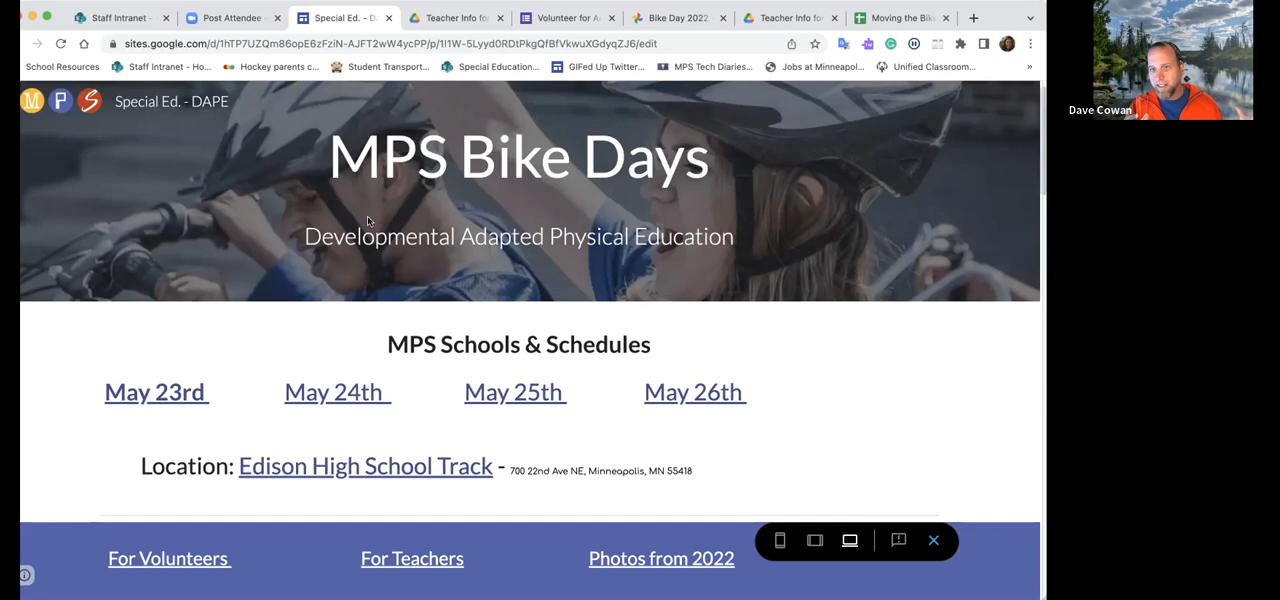 Staff Intranet -
Post Attendee -
Special Ed. - DA
Teacher Info for
Volunteer for A
Bike Day 2022
Teacher Info for
Moving the Bike
sites.google.com/d/1hTP7UZQm86opE6zFziN-AJFT2wW4ycPP/p/1I1W-5Lyyd0RDtPkgQfBfVkwuXGdyqZJ6/edit
School Resources
Staff Intranet - Ho...
Hockey parents c...
Student Transport...
Special Education...
GIFed Up Twitter...
MPS Tech Diaries...
Jobs at Minneapol...
Unified Classroom...
»
Dave Cowan
M P S Special Ed. - DAPE
MPS Bike Days
Developmental Adapted Physical Education
MPS Schools & Schedules
May 23rd May 24th May 25th May 26th
Location: Edison High School Track - 700 22nd Ave NE, Minneapolis, MN 55418
For Volunteers For Teachers Photos from 2022